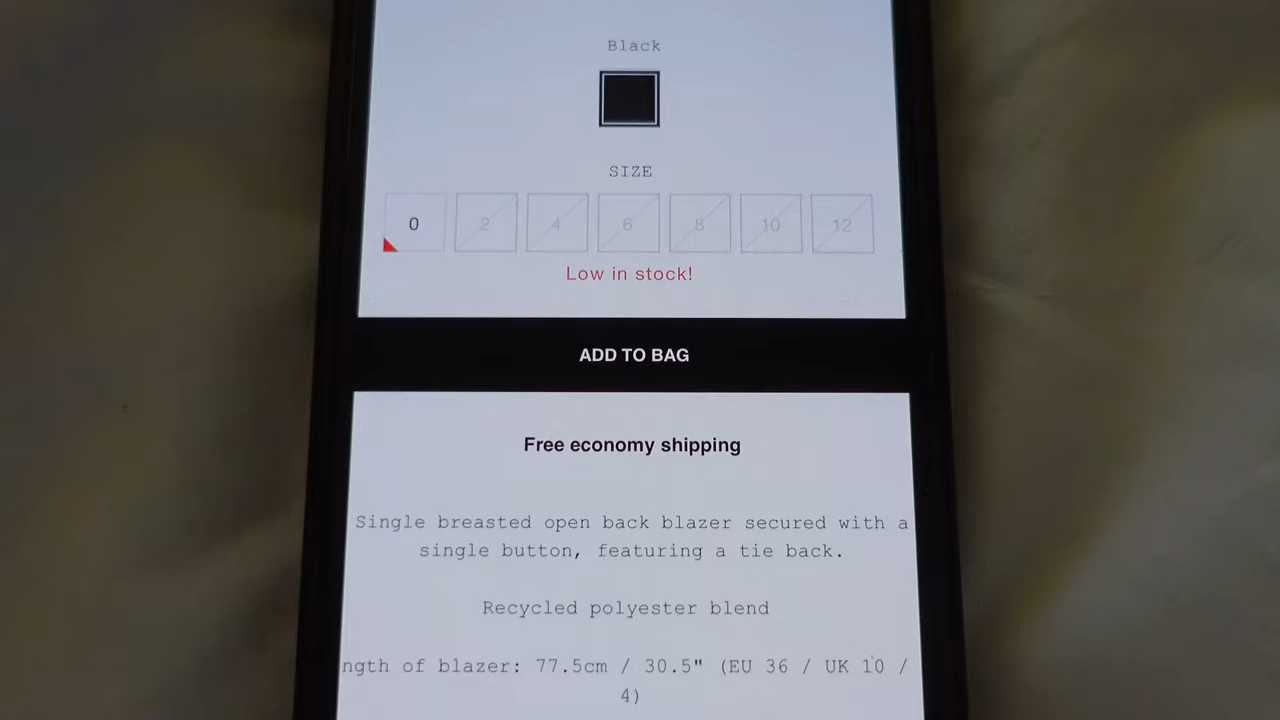 Black
SIZE
0 2 4 6 8 10 12
Low in stock!
ADD TO BAG
Free economy shipping
Single breasted open back blazer secured with a
single button, featuring a tie back.
Recycled polyester blend
ngth of blazer: 77.5cm / 30.5" (EU 36 / UK 10 /
4)